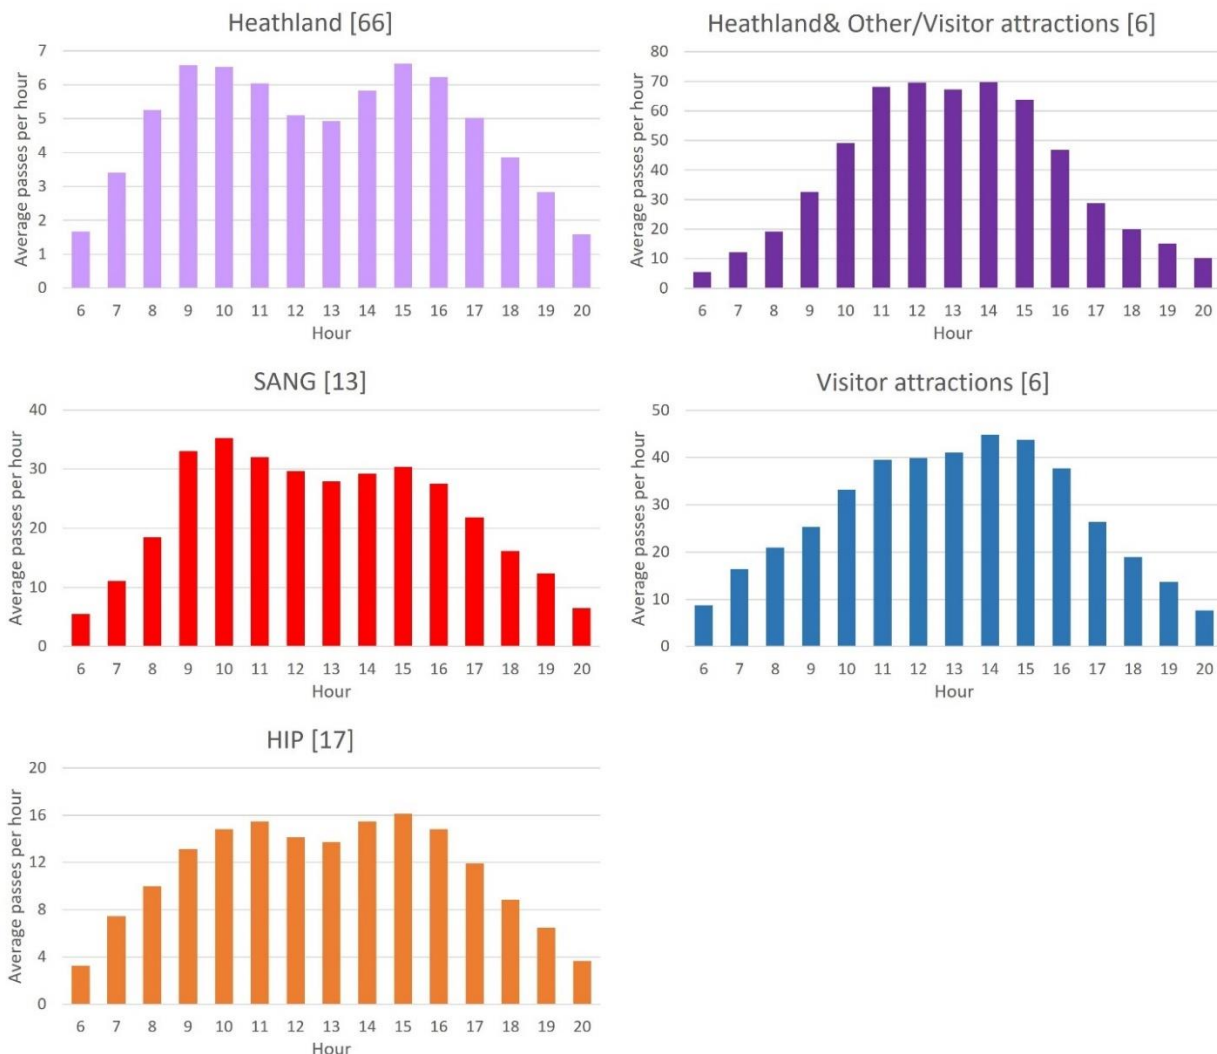 Heathland [66]
Average passes per hour
7
6
5
4
3
2
1
0
6 7 8 9 10 11 12 13 14 15 16 17 18 19 20
Hour
Heathland& Other/Visitor attractions [6]
Average passes per hour
80
70
60
50
40
30
20
10
0
6 7 8 9 10 11 12 13 14 15 16 17 18 19 20
Hour
SANG [13]
Average passes per hour
40
30
20
10
0
6 7 8 9 10 11 12 13 14 15 16 17 18 19 20
Hour
Visitor attractions [6]
Average passes per hour
50
40
30
20
10
0
6 7 8 9 10 11 12 13 14 15 16 17 18 19 20
Hour
HIP [17]
Average passes per hour
20
16
12
8
4
0
6 7 8 9 10 11 12 13 14 15 16 17 18 19 20
Hour